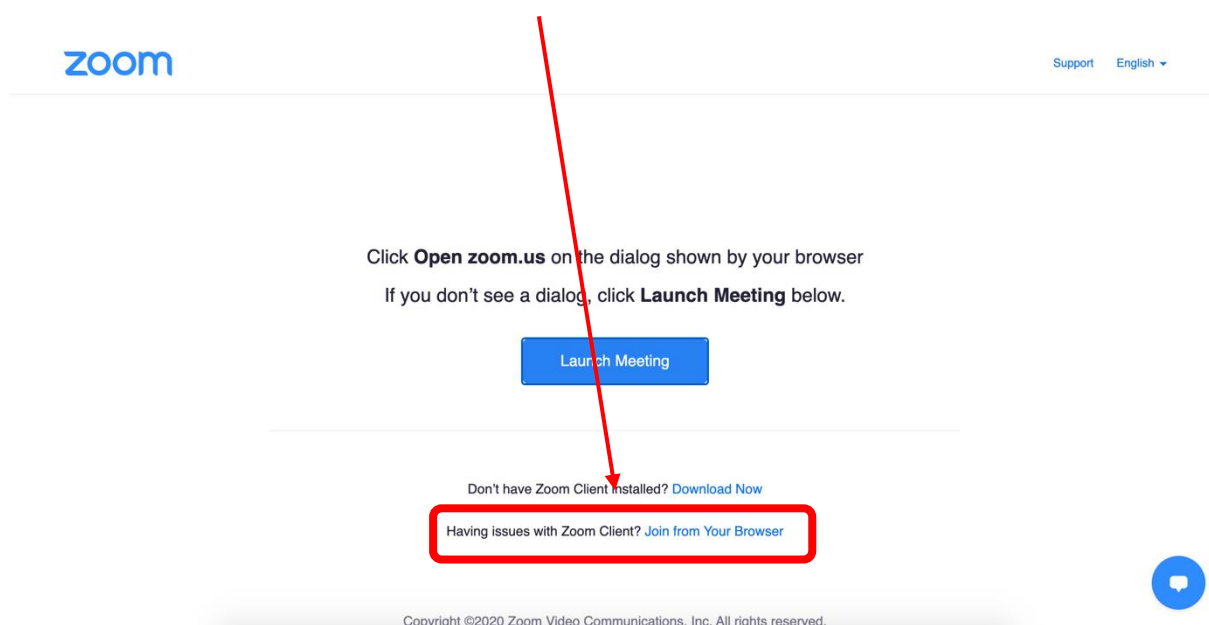 zoom
Support English
Click Open zoom.us on the dialog shown by your browser
If you don't see a dialog, click Launch Meeting below.
Launch Meeting
Don't have Zoom Client installed? Download Now
Having issues with Zoom Client? Join from Your Browser
Copyright ©2020 Zoom Video Communications, Inc. All rights reserved.